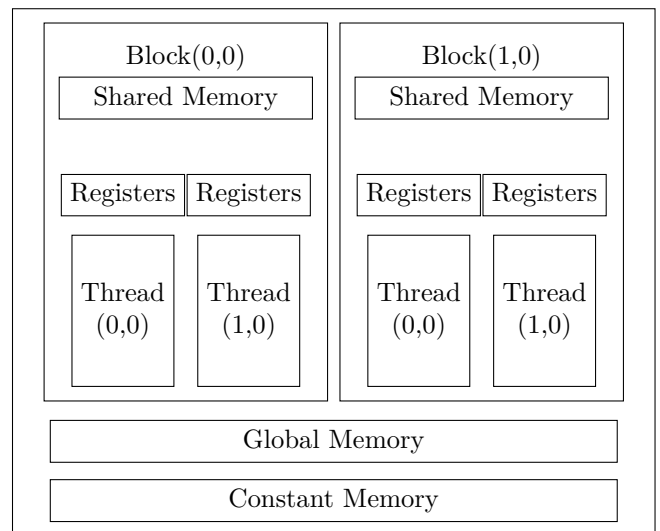 Block(0,0)
Shared Memory
Registers
Registers
Thread
(0,0)
Thread
(1,0)
Block(1,0)
Shared Memory
Registers
Registers
Thread
(0,0)
Thread
(1,0)
Global Memory
Constant Memory